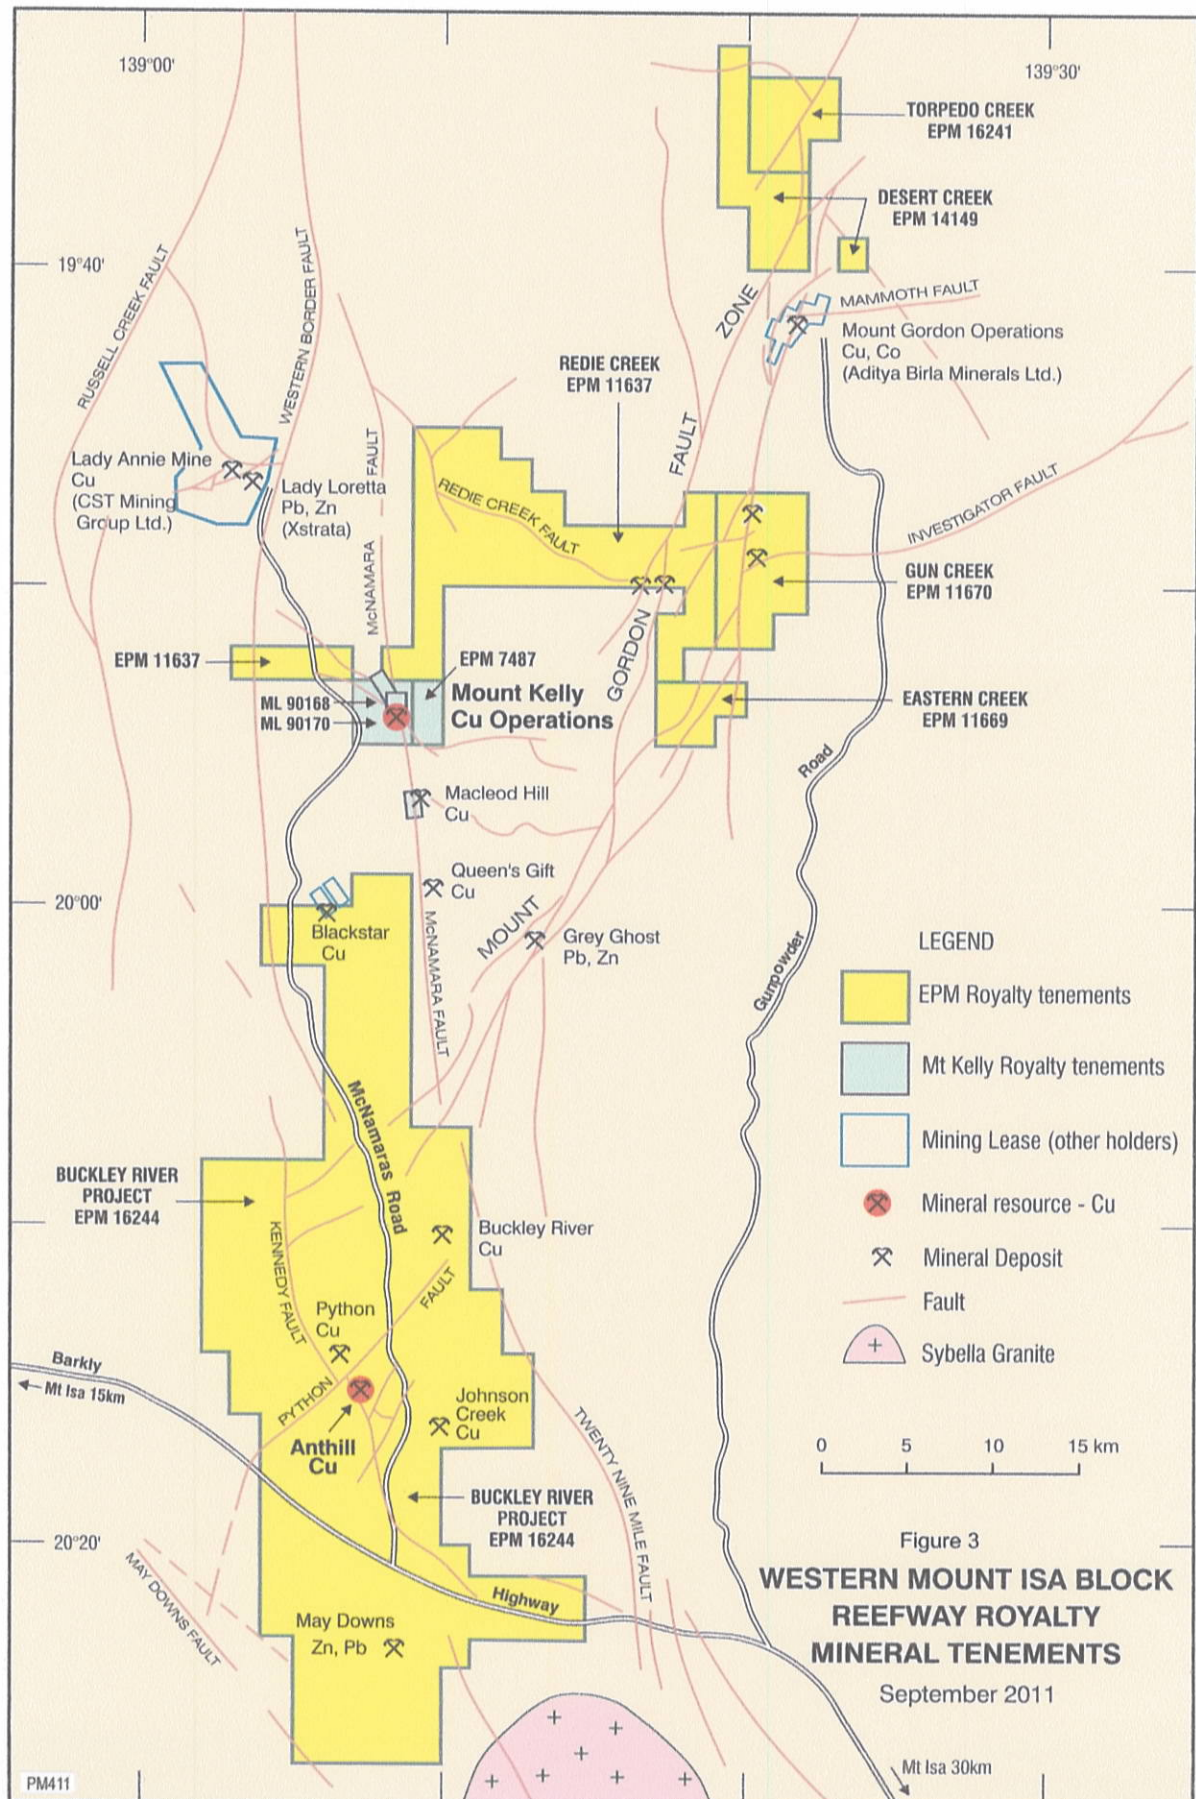 139°00'
139°30'
TORPEDO CREEK
EPM 16241
DESERT CREEK
EPM 14149
19°40'
RUSSELL CREEK FAULT
WESTERN BORDER FAULT
ZONE
MAMMOTH FAULT
Mount Gordon Operations
Cu, Co
(Aditya Birla Minerals Ltd.)
REDIE CREEK
EPM 11637
FAULT
FAULT
McNAMARA
Lady Annie Mine
Cu
(CST Mining
Group Ltd.)
Lady Loretta
Pb, Zn
(Xstrata)
REDIE CREEK FAULT
INVESTIGATOR FAULT
GUN CREEK
EPM 11670
GORDON
EPM 11637
EPM 7487
ML 90168
ML 90170
Mount Kelly
Cu Operations
EASTERN CREEK
EPM 11669
Road
Macleod Hill
Cu
Queen's Gift
Cu
20°00'
Blackstar
Cu
McNAMARA FAULT
MOUNT
Grey Ghost
Pb, Zn
Gunpowder
LEGEND
EPM Royalty tenements
Mt Kelly Royalty tenements
Mining Lease (other holders)
Mineral resource - Cu
Mineral Deposit
Fault
Sybella Granite
McNamaras Road
BUCKLEY RIVER
PROJECT
EPM 16244
KENNEDY FAULT
Buckley River
Cu
FAULT
Python
Cu
Barkly
Mt Isa 15km
PYTHON
Johnson
Creek
Cu
Anthill
Cu
TWENTY NINE MILE FAULT
0 5 10 15 km
BUCKLEY RIVER
PROJECT
EPM 16244
20°20'
MAY DOWNS FAULT
Highway
May Downs
Zn, Pb
Figure 3
WESTERN MOUNT ISA BLOCK
REEFWAY ROYALTY
MINERAL TENEMENTS
September 2011
Mt Isa 30km
PM411